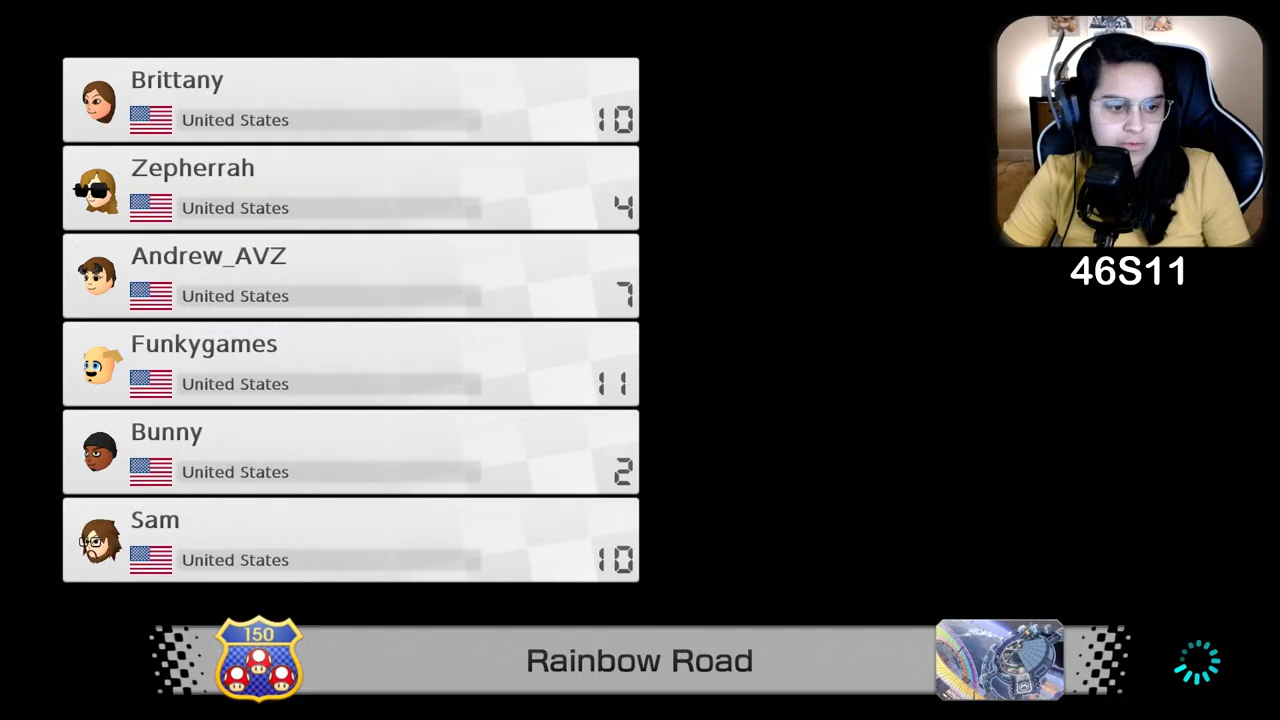 Brittany
United States 10
Zepherrah
United States 4
Andrew_AVZ
United States 7
Funkygames
United States 11
Bunny
United States 2
Sam
United States 10
46S11
150
Rainbow Road